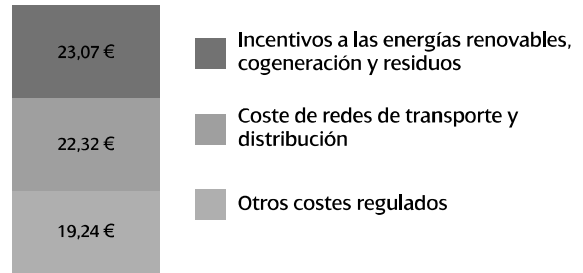 23,07 €
Incentivos a las energías renovables,
cogeneración y residuos
22,32 €
Coste de redes de transporte y
distribución
19,24 €
Otros costes regulados